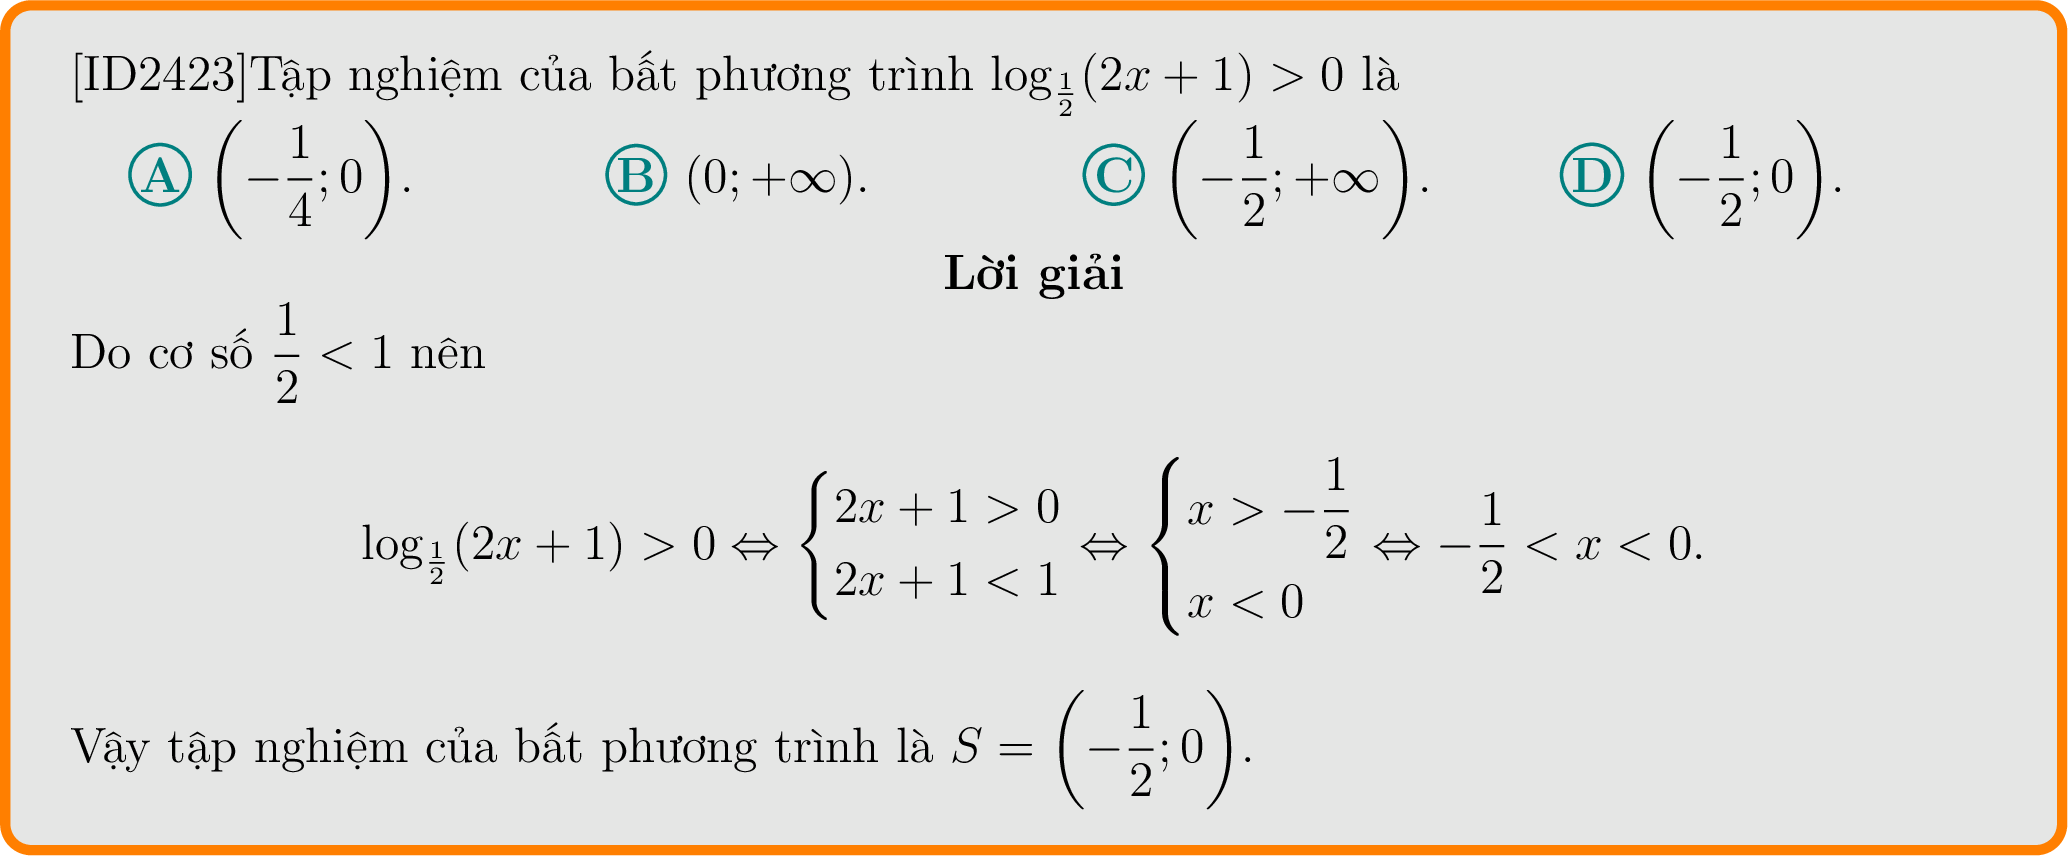 [ID2423]Tập nghiệm của bất phương trình $\log_{\frac{1}{2}}(2x + 1) > 0$ là
A $\left(-\frac{1}{4}; 0\right)$. B $(0; +\infty)$. C $\left(-\frac{1}{2}; +\infty\right)$. D $\left(-\frac{1}{2}; 0\right)$.
Lời giải
Do cơ số $\frac{1}{2} < 1$ nên
$\log_{\frac{1}{2}}(2x + 1) > 0 \Leftrightarrow \begin{cases} 2x + 1 > 0 \\ 2x + 1 < 1 \end{cases} \Leftrightarrow \begin{cases} x > -\frac{1}{2} \\ x < 0 \end{cases} \Leftrightarrow -\frac{1}{2} < x < 0.$
Vậy tập nghiệm của bất phương trình là $S = \left(-\frac{1}{2}; 0\right)$.